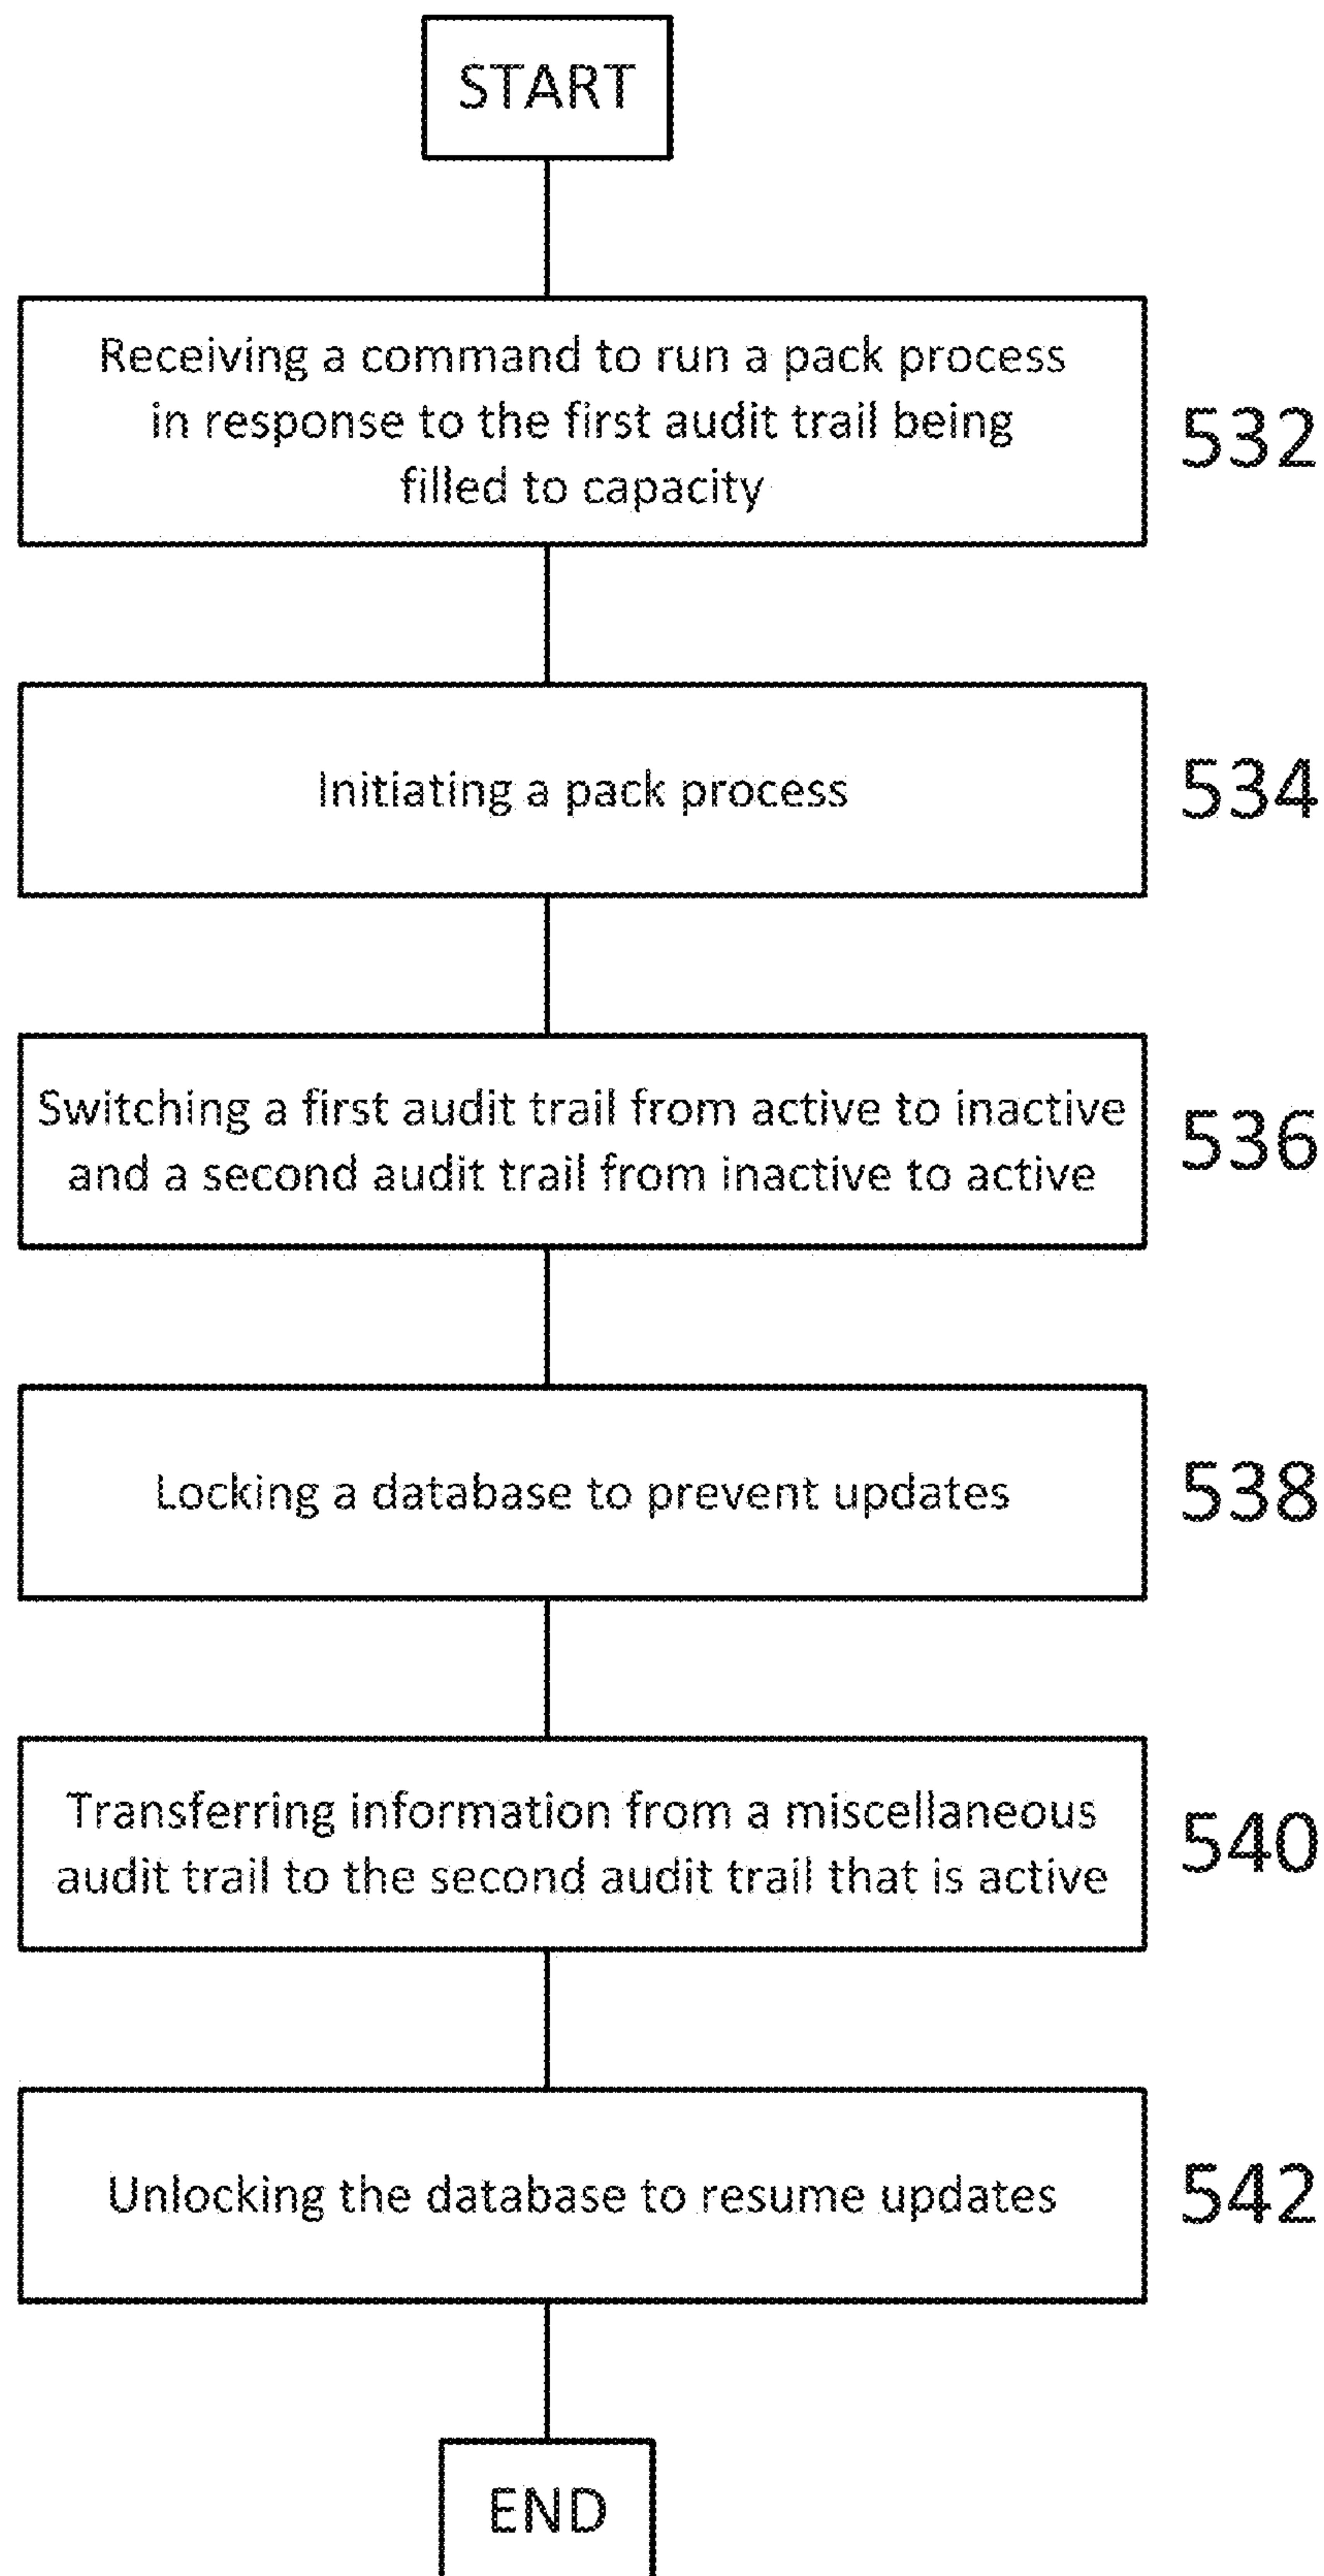 START
Receiving a command to run a pack process
in response to the first audit trail being
filled to capacity
532
Initiating a pack process
534
Switching a first audit trail from active to inactive
and a second audit trail from inactive to active
536
Locking a database to prevent updates
538
Transferring information from a miscellaneous
audit trail to the second audit trail that is active
540
Unlocking the database to resume updates
542
END